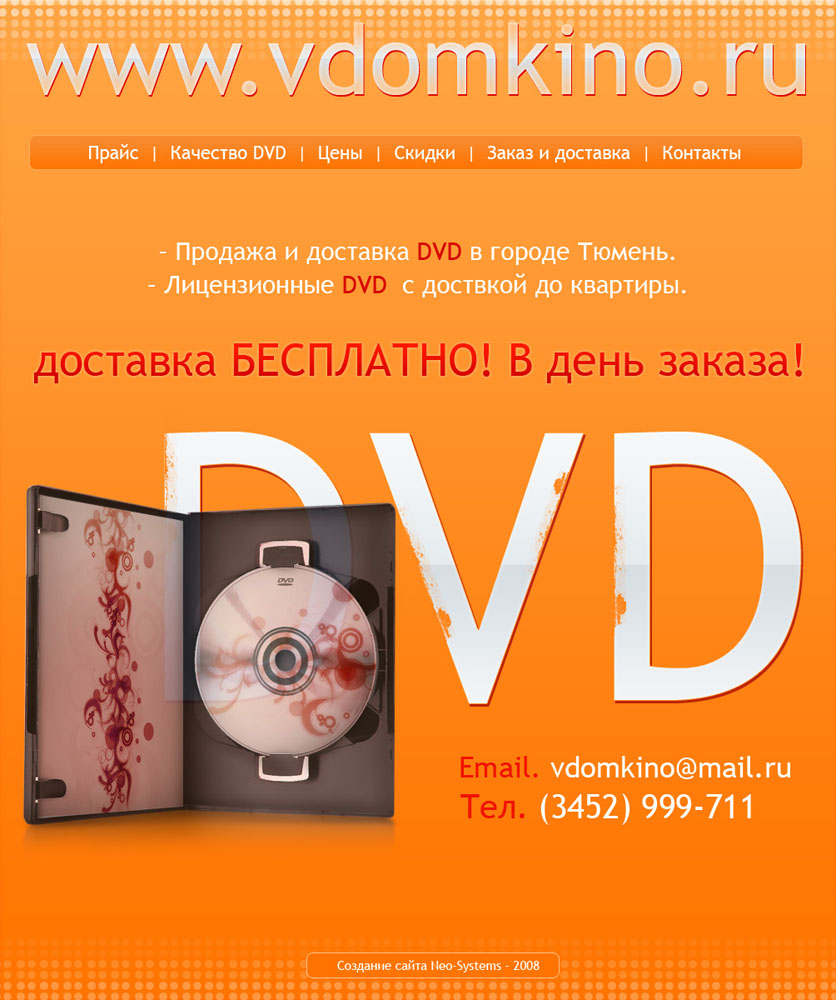 www.vdomkino.ru
Прайс | Качество DVD | Цены | Скидки | Заказ и доставка | Контакты
– Продажа и доставка DVD в городе Тюмень.
– Лицензионные DVD с доствкой до квартиры.
доставка БЕСПЛАТНО! В день заказа!
DVD
DVD
Email. vdomkino@mail.ru
Тел. (3452) 999-711
Создание сайта Neo-Systems - 2008